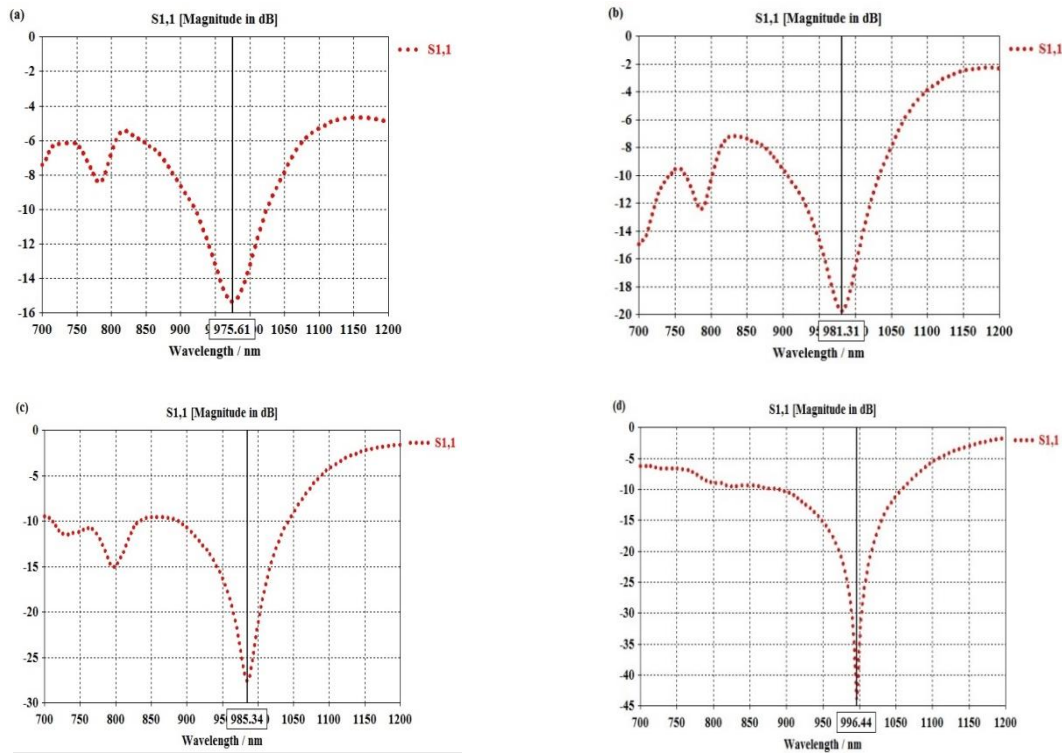 (a)
S1,1 [Magnitude in dB]
S1,1
0
-2
-4
-6
-8
-10
-12
-14
-16
700 750 800 850 900 975.61 1050 1100 1150 1200
Wavelength / nm
(b)
S1,1 [Magnitude in dB]
S1,1
0
-2
-4
-6
-8
-10
-12
-14
-16
-18
-20
700 750 800 850 900 981.31 1050 1100 1150 1200
Wavelength / nm
(c)
S1,1 [Magnitude in dB]
S1,1
0
-5
-10
-15
-20
-25
-30
700 750 800 850 900 985.34 1050 1100 1150 1200
Wavelength / nm
(d)
S1,1 [Magnitude in dB]
S1,1
0
-5
-10
-15
-20
-25
-30
-35
-40
-45
700 750 800 850 900 950 996.44 1050 1100 1150 1200
Wavelength / nm